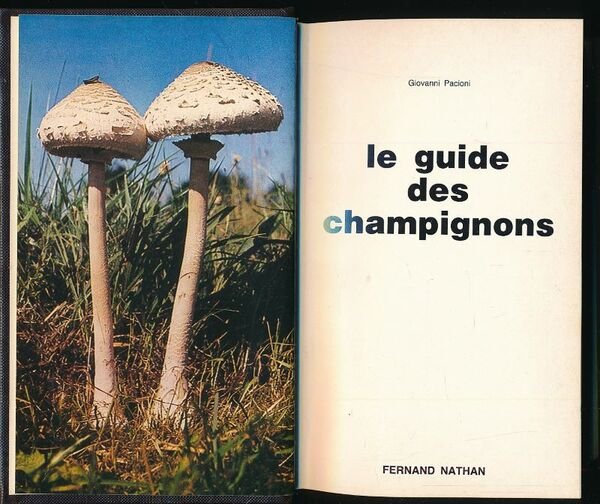 Giovanni Pacioni
le guide
des
champignons
FERNAND NATHAN